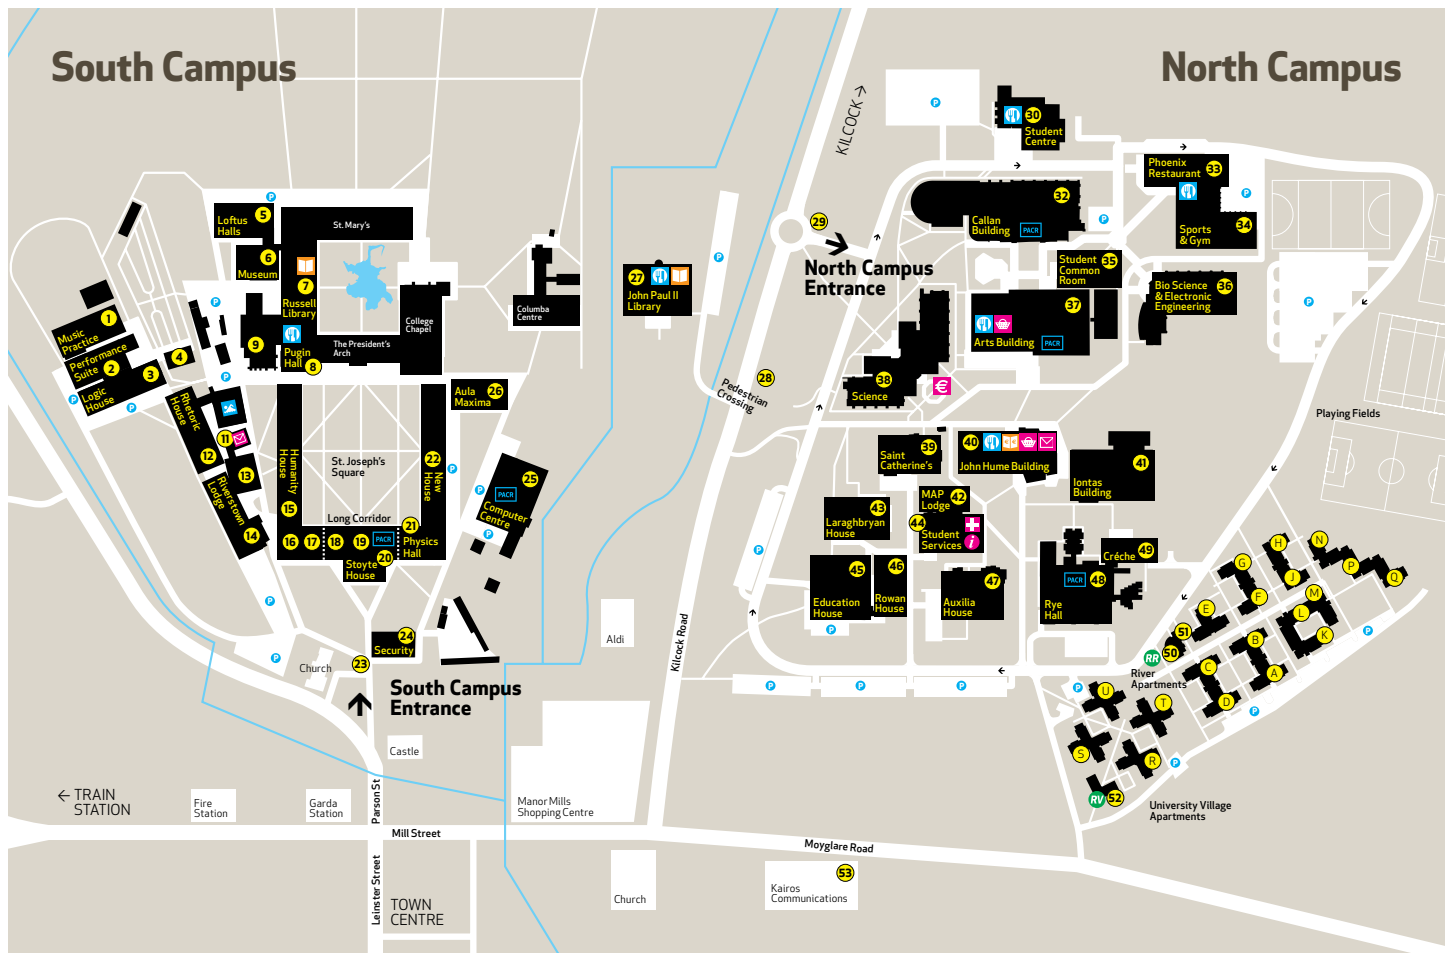 South Campus
North Campus
KILCOCK
30
Student
Centre
P
Phoenix
Restaurant
33
P
Sports
& Gym
34
32
Callan
Building
PACR
P
29
North Campus
Entrance
Student
Common
Room
35
Bio Science
& Electronic
Engineering
36
P
37
Arts Building
PACR
38
Science
€
Playing Fields
P
Loftus
Halls
5
St. Mary's
6
Museum
7
Russell
Library
Pugin
Hall
8
9
The President's
Arch
College
Chapel
Columba
Centre
27
John Paul II
Library
P
28
Pedestrian
Crossing
P
P
1
Music
Practice
Performance
Suite
2
3
Logic
House
4
P
P
Rhetoric
House
11
12
13
Riverstown
Lodge
14
Humanity
House
15
16
17
18
19
PACR
20
Stoyte
House
21
Physics
Hall
Long Corridor
St. Joseph's
Square
22
New
House
P
Aula
Maxima
26
P
PACR
25
Computer
Centre
P
39
Saint
Catherine's
40
John Hume Building
41
Iontas
Building
43
Laraghbryan
House
MAP
Lodge
42
44
Student
Services
i
45
Education
House
46
Rowan
House
47
Auxilia
House
Créche
49
PACR
48
Rye
Hall
P
P
P
P
P
P
P
24
Security
23
Church
South Campus
Entrance
Castle
Aldi
Kilcock Road
H
N
G
P
Q
J
E
F
M
L
K
51
B
50
RR
River
Apartments
C
A
D
P
P
P
U
T
S
R
P
RV
52
University Village
Apartments
TRAIN
STATION
Fire
Station
Garda
Station
Parson St
Manor Mills
Shopping Centre
Mill Street
Moyglare Road
Leinster Street
TOWN
CENTRE
Church
Kairos
Communications
53